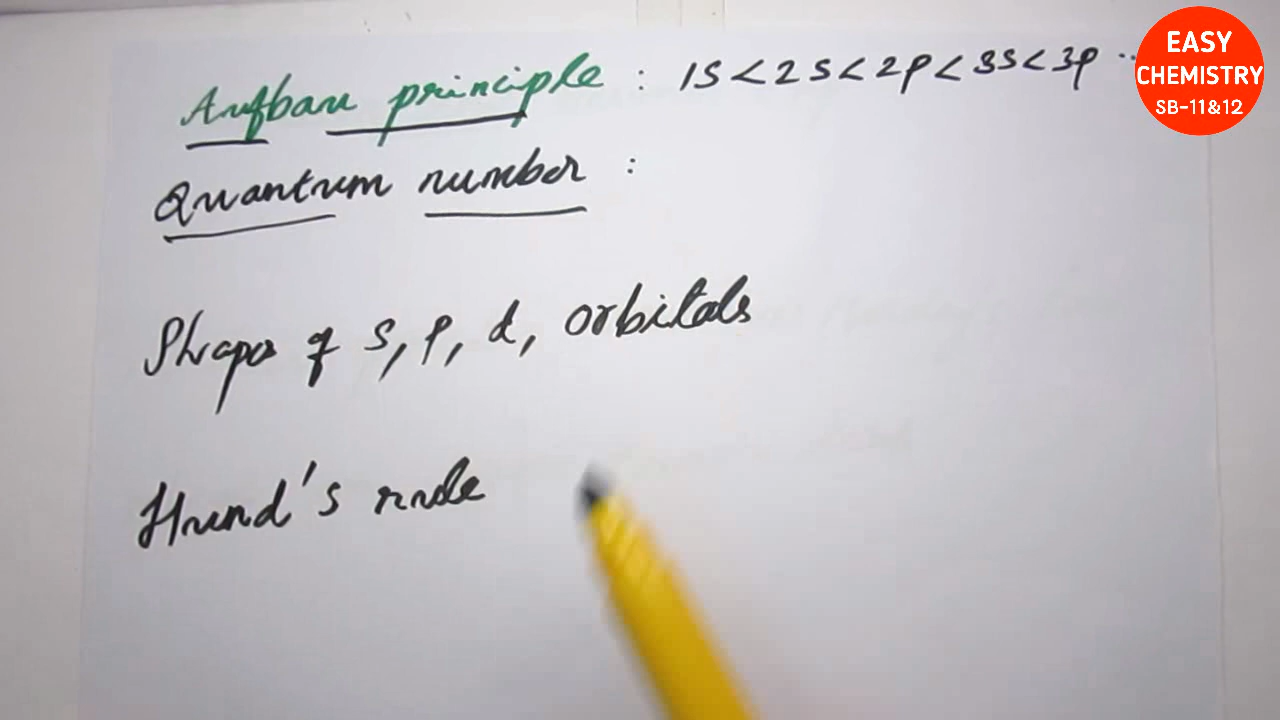 Aufbau principle : 1S < 2S < 2P < 3S < 3P ...
Quantum number :
Shape of s, p, d, orbitals
Hund's rule
EASY
CHEMISTRY
SB-11&12